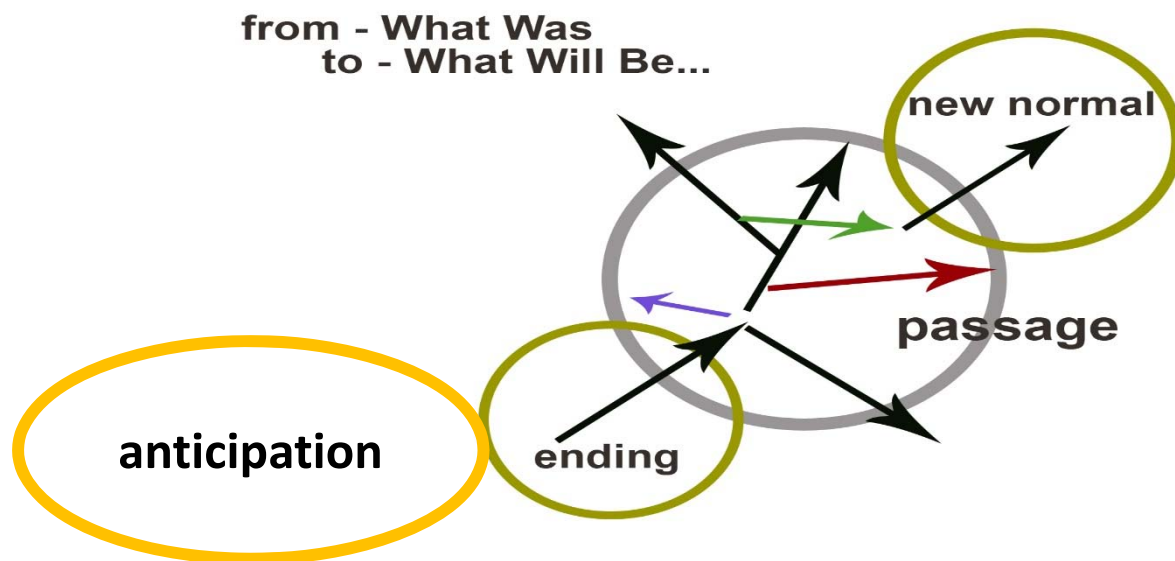 from - What Was
to - What Will Be...
new normal
passage
anticipation
ending